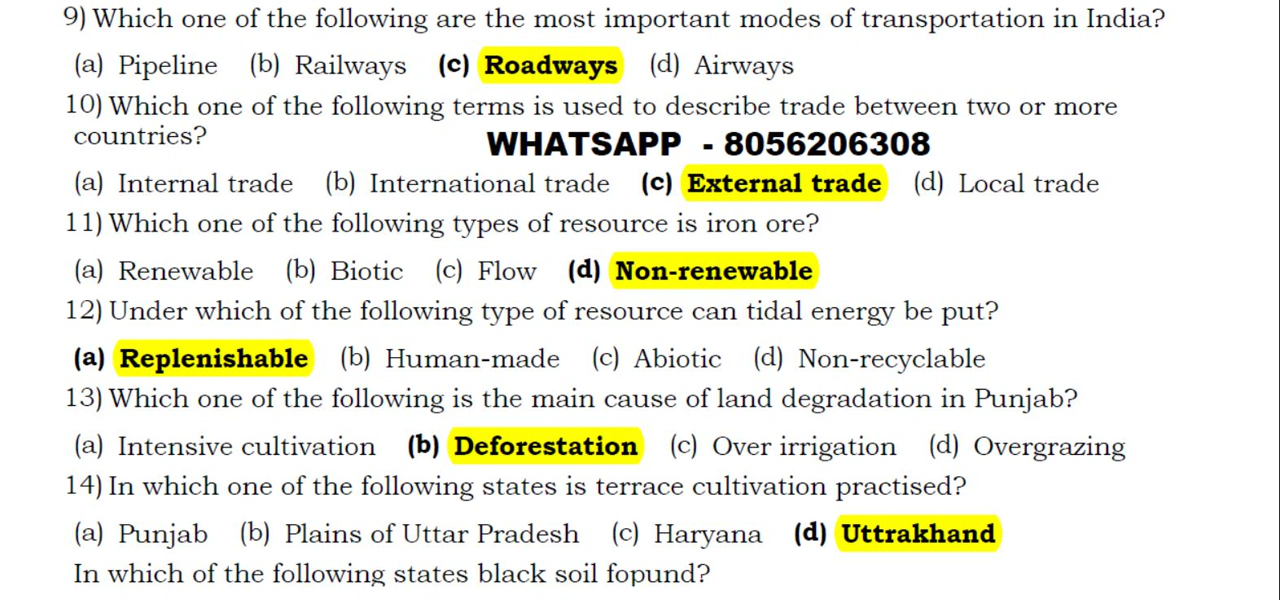 9) Which one of the following are the most important modes of transportation in India?
(a) Pipeline (b) Railways (c) Roadways (d) Airways
10) Which one of the following terms is used to describe trade between two or more
countries?
WHATSAPP - 8056206308
(a) Internal trade (b) International trade (c) External trade (d) Local trade
11) Which one of the following types of resource is iron ore?
(a) Renewable (b) Biotic (c) Flow (d) Non-renewable
12) Under which of the following type of resource can tidal energy be put?
(a) Replenishable (b) Human-made (c) Abiotic (d) Non-recyclable
13) Which one of the following is the main cause of land degradation in Punjab?
(a) Intensive cultivation (b) Deforestation (c) Over irrigation (d) Overgrazing
14) In which one of the following states is terrace cultivation practised?
(a) Punjab (b) Plains of Uttar Pradesh (c) Haryana (d) Uttrakhand
In which of the following states black soil fopund?